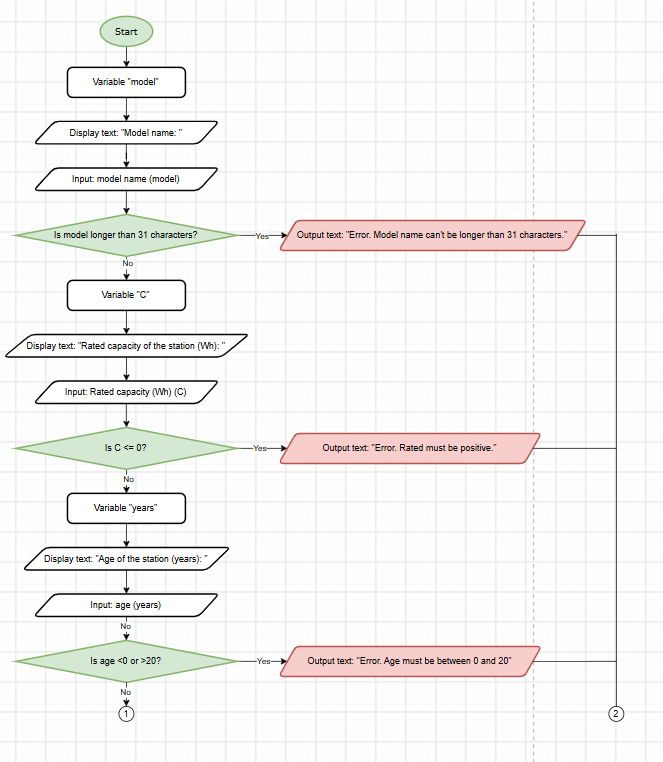 Start
Variable "model"
Display text: "Model name: "
Input: model name (model)
Is model longer than 31 characters?
Yes
Output text: "Error. Model name can't be longer than 31 characters."
No
Variable "C"
Display text: "Rated capacity of the station (Wh): "
Input: Rated capacity (Wh) (C)
Is C <= 0?
Yes
Output text: "Error. Rated must be positive."
No
Variable "years"
Display text: "Age of the station (years): "
Input: age (years)
No
Is age <0 or >20?
Yes
Output text: "Error. Age must be between 0 and 20"
No
1
2